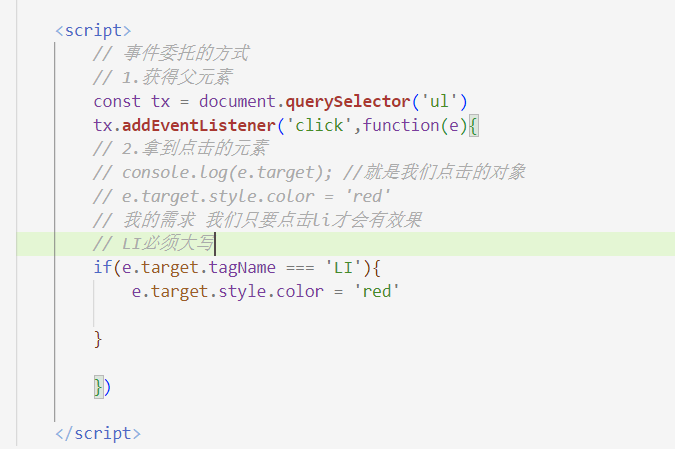 <script>
// 事件委托的方式
// 1.获得父元素
const tx = document.querySelector('ul')
tx.addEventListener('click',function(e){
// 2.拿到点击的元素
// console.log(e.target); //就是我们点击的对象
// e.target.style.color = 'red'
// 我的需求 我们只要点击li才会有效果
// LI必须大写
if(e.target.tagName === 'LI'){
e.target.style.color = 'red'
}
})
</script>